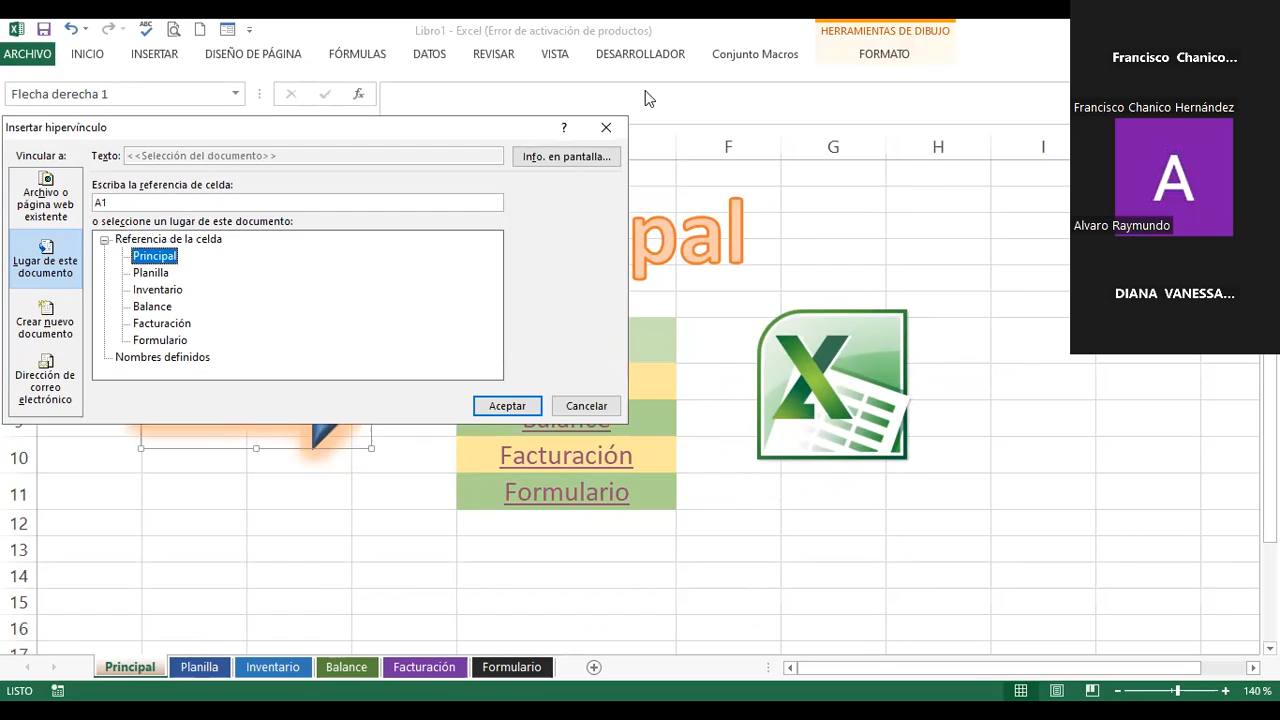 Libro1 - Excel (Error de activación de productos)
HERRAMIENTAS DE DIBUJO
ARCHIVO INICIO INSERTAR DISEÑO DE PÁGINA FÓRMULAS DATOS REVISAR VISTA DESARROLLADOR Conjunto Macros FORMATO
Flecha derecha 1
fx
Insertar hipervínculo
?
Vincular a:
Texto: <<Selección del documento>>
Info. en pantalla...
Archivo o
página web
existente
Lugar de este
documento
Crear nuevo
documento
Dirección de
correo
electrónico
Escriba la referencia de celda:
A1
o seleccione un lugar de este documento:
Referencia de la celda
Principal
Planilla
Inventario
Balance
Facturación
Formulario
Nombres definidos
Aceptar Cancelar
F G H I
pal
X
Balance
10 Facturación
11 Formulario
12
13
14
15
16
17
Principal Planilla Inventario Balance Facturación Formulario
LISTO
140 %
Francisco Chanico...
Francisco Chanico Hernández
A
Alvaro Raymundo
DIANA VANESSA...